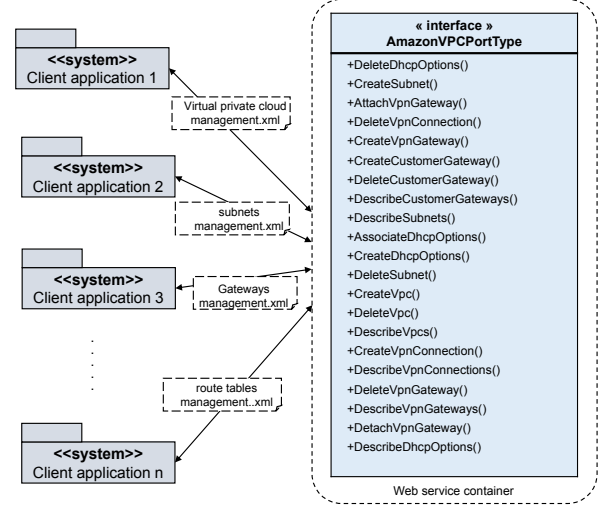 <<system>>
Client application 1
Virtual private cloud
management.xml
<<system>>
Client application 2
subnets
management.xml
<<system>>
Client application 3
Gateways
management.xml
route tables
management..xml
<<system>>
Client application n
« interface »
AmazonVPCPortType
+DeleteDhcpOptions()
+CreateSubnet()
+AttachVpnGateway()
+DeleteVpnConnection()
+CreateVpnGateway()
+CreateCustomerGateway()
+DeleteCustomerGateway()
+DescribeCustomerGateways()
+DescribeSubnets()
+AssociateDhcpOptions()
+CreateDhcpOptions()
+DeleteSubnet()
+CreateVpc()
+DeleteVpc()
+DescribeVpcs()
+CreateVpnConnection()
+DescribeVpnConnections()
+DeleteVpnGateway()
+DescribeVpnGateways()
+DetachVpnGateway()
+DescribeDhcpOptions()
Web service container